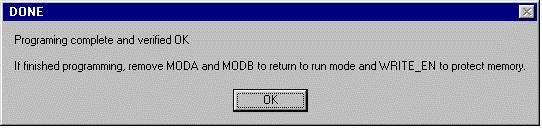 DONE
Programing complete and verified OK
If finished programming, remove MODA and MODB to return to run mode and WRITE_EN to protect memory.
OK